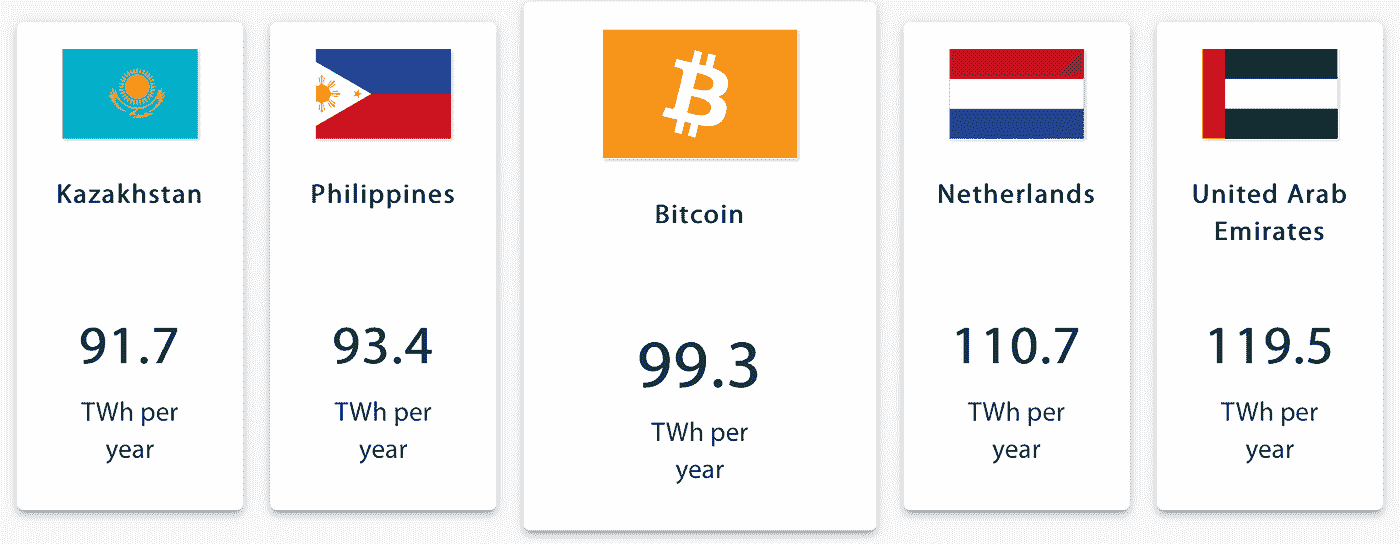 Kazakhstan
91.7
TWh per
year
Philippines
93.4
TWh per
year
Bitcoin
99.3
TWh per
year
Netherlands
110.7
TWh per
year
United Arab
Emirates
119.5
TWh per
year